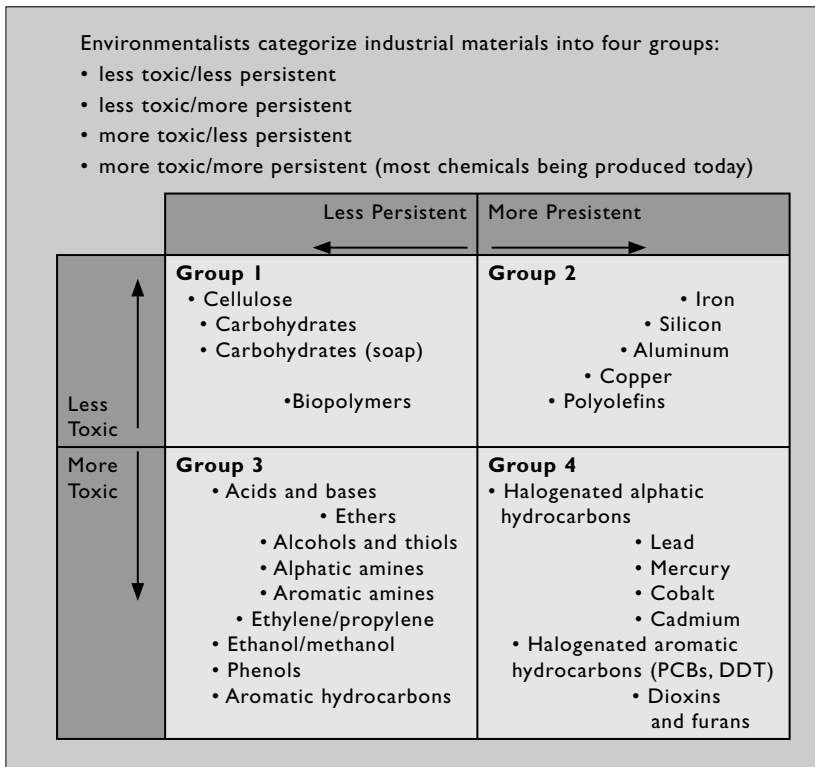 Environmentalists categorize industrial materials into four groups:
• less toxic/less persistent
• less toxic/more persistent
• more toxic/less persistent
• more toxic/more persistent (most chemicals being produced today)
Less Persistent
More Presistent
Less
Toxic
Group 1
• Cellulose
• Carbohydrates
• Carbohydrates (soap)
•Biopolymers
Group 2
• Iron
• Silicon
• Aluminum
• Copper
• Polyolefins
More
Toxic
Group 3
• Acids and bases
• Ethers
• Alcohols and thiols
• Alphatic amines
• Aromatic amines
• Ethylene/propylene
• Ethanol/methanol
• Phenols
• Aromatic hydrocarbons
Group 4
• Halogenated alphatic
hydrocarbons
• Lead
• Mercury
• Cobalt
• Cadmium
• Halogenated aromatic
hydrocarbons (PCBs, DDT)
• Dioxins
and furans